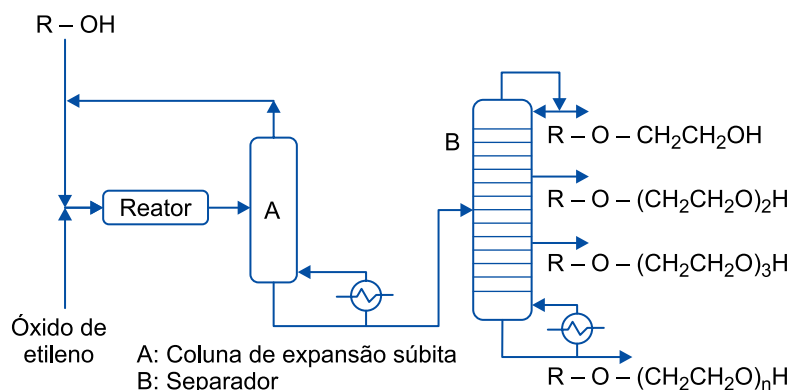 R – OH
B
R – O – CH₂CH₂OH
R – O – (CH₂CH₂O)₂H
Reator
A
R – O – (CH₂CH₂O)₃H
Óxido de
etileno
A: Coluna de expansão súbita
B: Separador
R – O – (CH₂CH₂O)ₙH